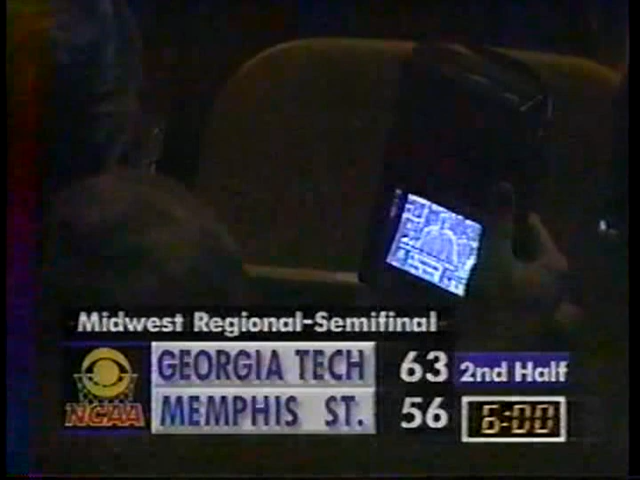 Midwest Regional-Semifinal
GEORGIA TECH 63 2nd Half
MEMPHIS ST. 56 6:00
NCAA